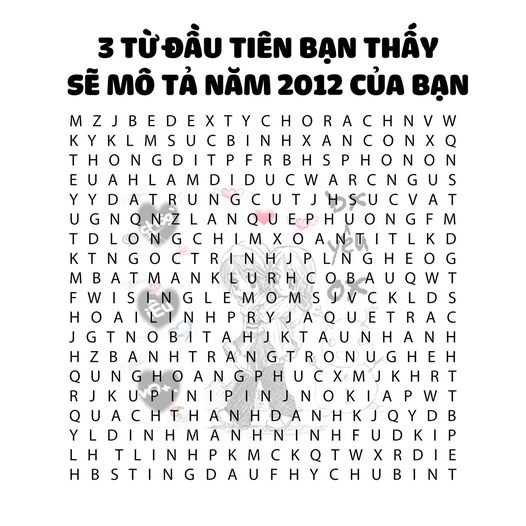 3 TỪ ĐẦU TIÊN BẠN THẤY
SẼ MÔ TẢ NĂM 2012 CỦA BẠN
M Z J B E D E X T Y C H O R A C H N V W
K Y K L M S U C B I N H X A N C O N X Q
T H O N G D I T P F R B H S P H O N O N
E U A H L A M D I D U C W A R C N G U S
Y Y D A T R U N G C U T J H S U C V A T
U G N Q N Z L A N Q U E P H U O N G F M
T D L O N G C H I M X O A N T I T L K D
K T N G O C T R I N H J P L N G H E O G
M B A T M A N K L U R H C O B A U Q W T
F W I S I N G L E M O M S J V C K L D S
H O A I L I N H P R Y J A Q U E T R A C
J G T N O B I T A H J K T A U N H A N H
H Z B A N H T R A N G T R O N U G H E H
Q U N G H O A N G P H U C X M J K H R T
R J K U P I N I P I N J N O K I A P W T
Q U A C H T H A N H D A N H K J Q Y D B
Y L D I N H M A N H N I N H F U D K I P
L H T L I N H P K M C K Q T W X R D I E
H B S T I N G D A U F H Y C H U B I N T